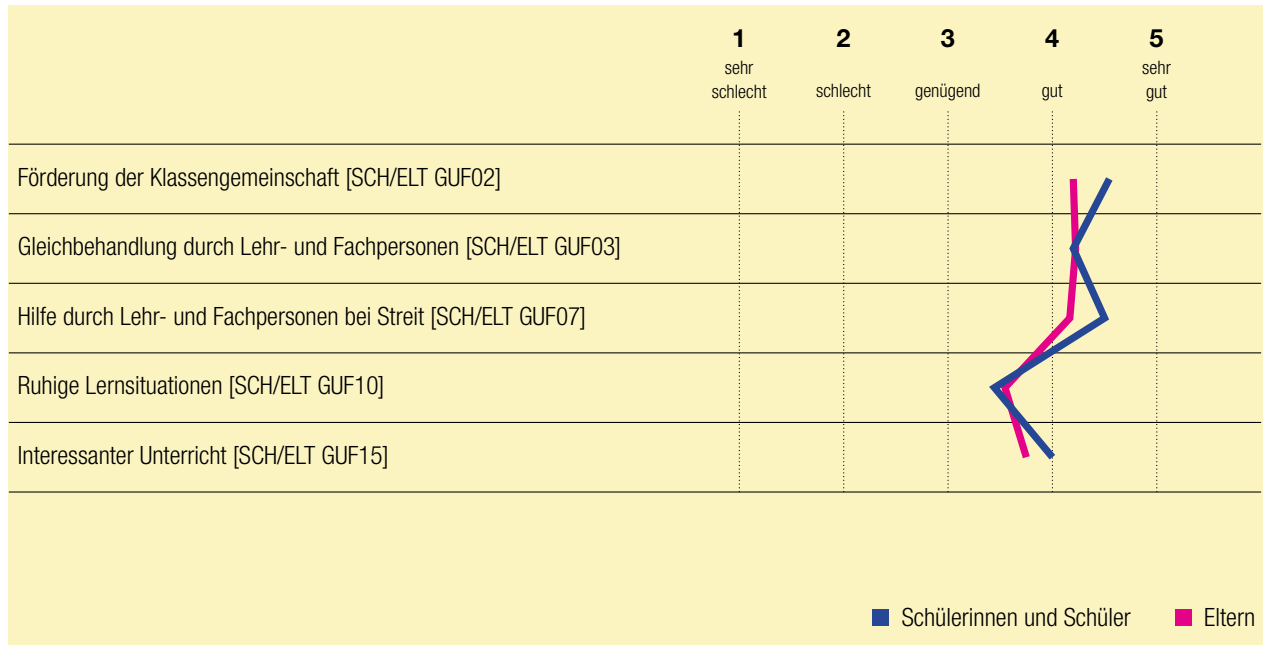 1 2 3 4 5
sehr schlecht schlecht genügend gut sehr gut
Förderung der Klassengemeinschaft [SCH/ELT GUF02]
Gleichbehandlung durch Lehr- und Fachpersonen [SCH/ELT GUF03]
Hilfe durch Lehr- und Fachpersonen bei Streit [SCH/ELT GUF07]
Ruhige Lernsituationen [SCH/ELT GUF10]
Interessanter Unterricht [SCH/ELT GUF15]
Schülerinnen und Schüler Eltern